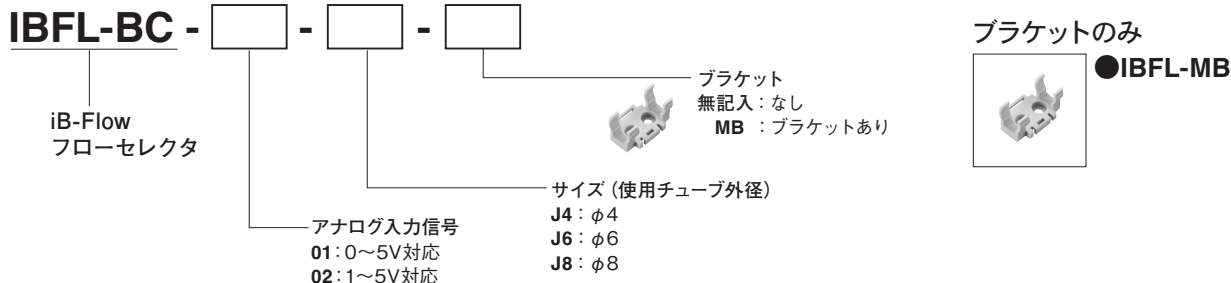 IBFL-BC - □ - □ - □
iB-Flow
フローセレクタ
アナログ入力信号
01：0〜5V対応
02：1〜5V対応
サイズ（使用チューブ外径）
J4：φ4
J6：φ6
J8：φ8
ブラケット
無記入：なし
MB ：ブラケットあり
ブラケットのみ
●IBFL-MB